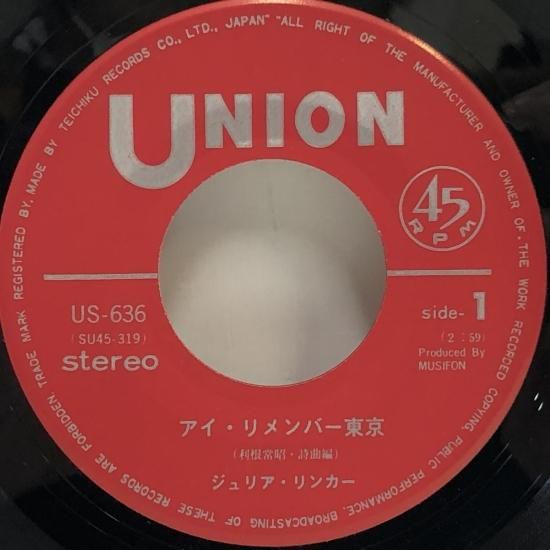 TRADE MARK REGISTERED BY. MADE BY TEICHIKU RECORDS CO., LTD., JAPAN" "ALL RIGHT OF THE MANUFACTURER AND OWNER OF THE WORK RECORDED COPYING PUBLIC PERFORMANCE, BROADCASTING OF THESE RECORDS ARE FORBIDDEN.
UNION
45
RPM
US-636
side-1
(SU45-319)
(2:59)
stereo
Produced By
MUSIFON
アイ・リメンバー東京
(利根常昭・詩曲編)
ジュリア・リンカー